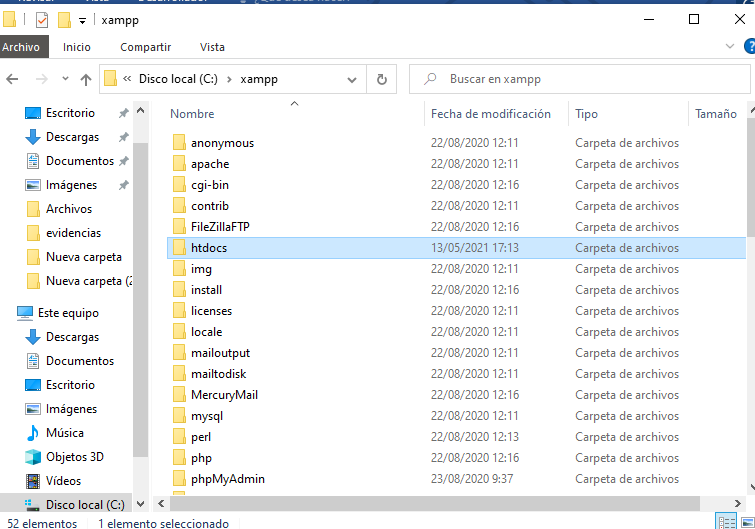 xampp
Archivo Inicio Compartir Vista
« Disco local (C:) › xampp
Buscar en xampp
Escritorio
Descargas
Documentos
Imágenes
Archivos
evidencias
Nueva carpeta
Nueva carpeta (2
Este equipo
Descargas
Documentos
Escritorio
Imágenes
Música
Objetos 3D
Vídeos
Disco local (C:)
Nombre Fecha de modificación Tipo Tamaño
anonymous 22/08/2020 12:11 Carpeta de archivos
apache 22/08/2020 12:11 Carpeta de archivos
cgi-bin 22/08/2020 12:16 Carpeta de archivos
contrib 22/08/2020 12:11 Carpeta de archivos
FileZillaFTP 22/08/2020 12:16 Carpeta de archivos
htdocs 13/05/2021 17:13 Carpeta de archivos
img 22/08/2020 12:11 Carpeta de archivos
install 22/08/2020 12:16 Carpeta de archivos
licenses 22/08/2020 12:11 Carpeta de archivos
locale 22/08/2020 12:11 Carpeta de archivos
mailoutput 22/08/2020 12:11 Carpeta de archivos
mailtodisk 22/08/2020 12:11 Carpeta de archivos
MercuryMail 22/08/2020 12:16 Carpeta de archivos
mysql 22/08/2020 12:11 Carpeta de archivos
perl 22/08/2020 12:13 Carpeta de archivos
php 22/08/2020 12:16 Carpeta de archivos
phpMyAdmin 23/08/2020 9:37 Carpeta de archivos
52 elementos 1 elemento seleccionado